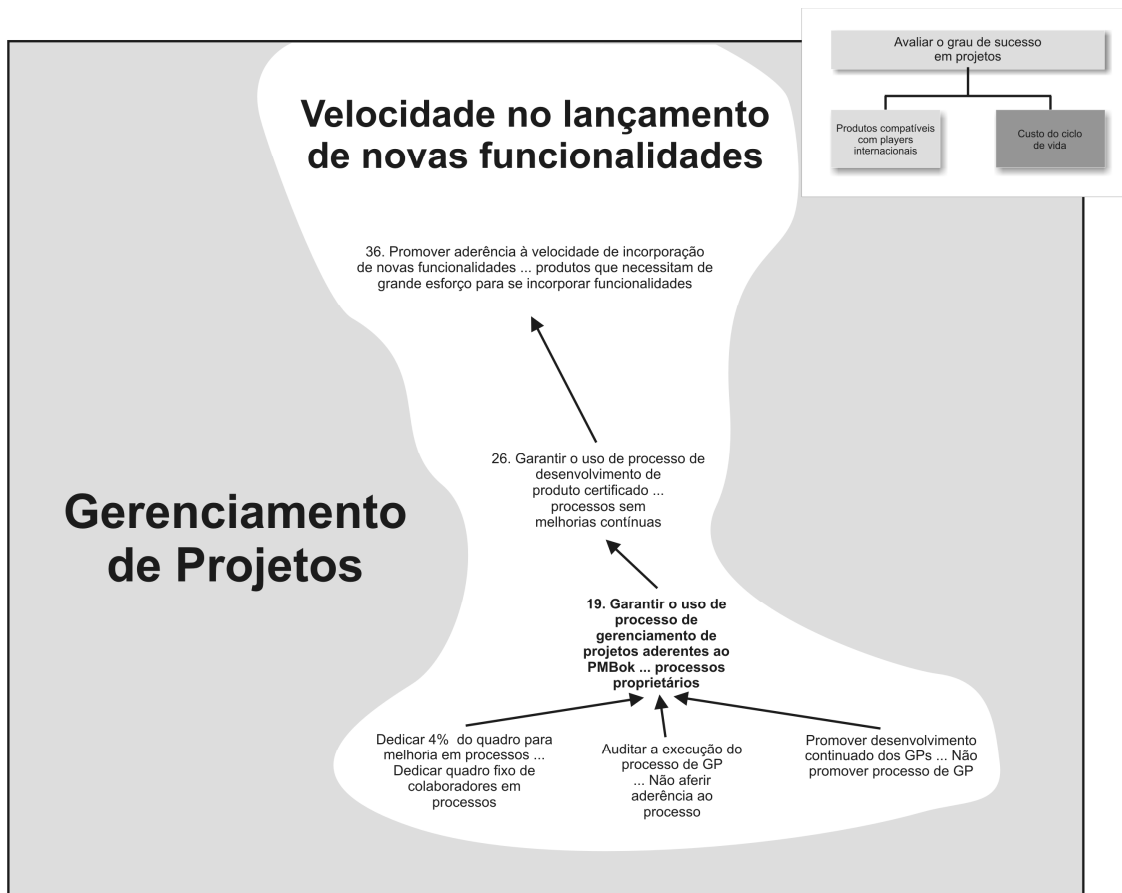 Avaliar o grau de sucesso
em projetos
Produtos compatíveis
com players
internacionais
Custo do ciclo
de vida
Velocidade no lançamento
de novas funcionalidades
36. Promover aderência à velocidade de incorporação
de novas funcionalidades ... produtos que necessitam de
grande esforço para se incorporar funcionalidades
26. Garantir o uso de processo de
desenvolvimento de
produto certificado ...
processos sem
melhorias contínuas
Gerenciamento
de Projetos
19. Garantir o uso de
processo de
gerenciamento de
projetos aderentes ao
PMBok ... processos
proprietários
Dedicar 4% do quadro para
melhoria em processos ...
Dedicar quadro fixo de
colaboradores em
processos
Auditar a execução do
processo de GP
... Não aferir
aderência ao
processo
Promover desenvolvimento
continuado dos GPs ... Não
promover processo de GP